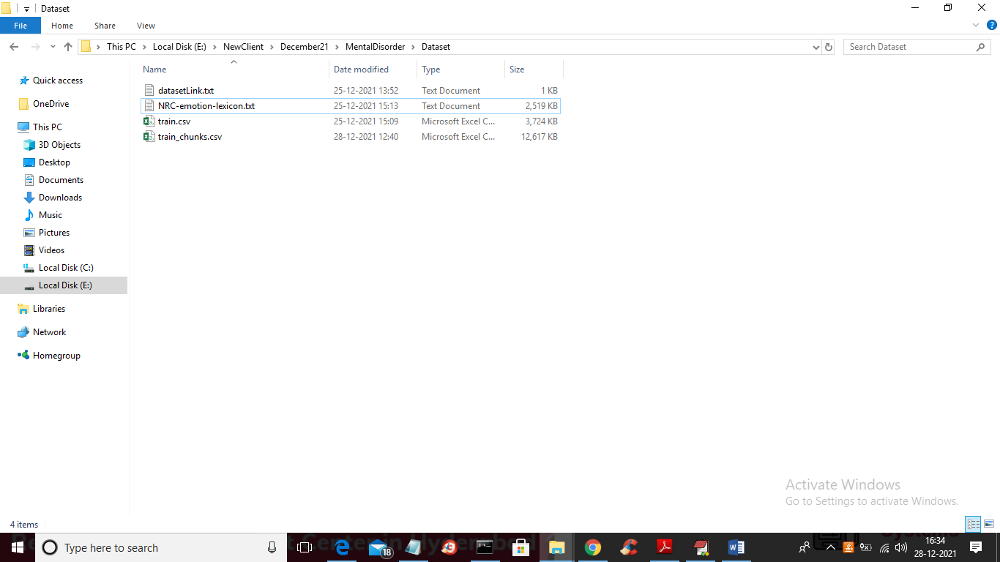 Dataset
File Home Share View
This PC Local Disk (E:) NewClient December21 MentalDisorder Dataset Search Dataset
Name Date modified Type Size
datasetLink.txt 25-12-2021 13:52 Text Document 1 KB
NRC-emotion-lexicon.txt 25-12-2021 15:13 Text Document 2,519 KB
train.csv 25-12-2021 15:09 Microsoft Excel C... 3,724 KB
train_chunks.csv 28-12-2021 12:40 Microsoft Excel C... 12,617 KB
Quick access
OneDrive
This PC
3D Objects
Desktop
Documents
Downloads
Music
Pictures
Videos
Local Disk (C:)
Local Disk (E:)
Libraries
Network
Homegroup
Activate Windows
Go to Settings to activate Windows.
4 items
Type here to search
18
16:34
28-12-2021